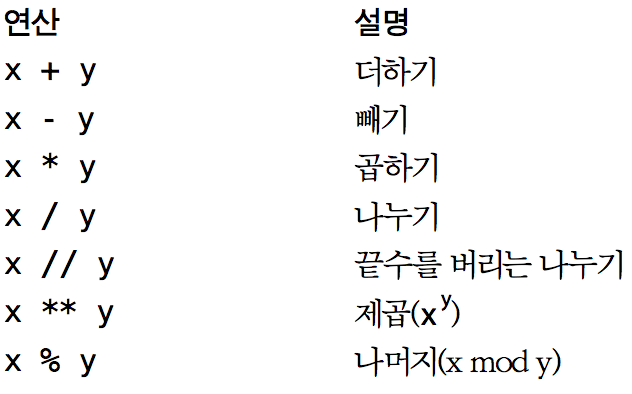 연산 설명
x + y 더하기
x - y 빼기
x * y 곱하기
x / y 나누기
x // y 끝수를 버리는 나누기
x ** y 제곱(xʸ)
x % y 나머지(x mod y)